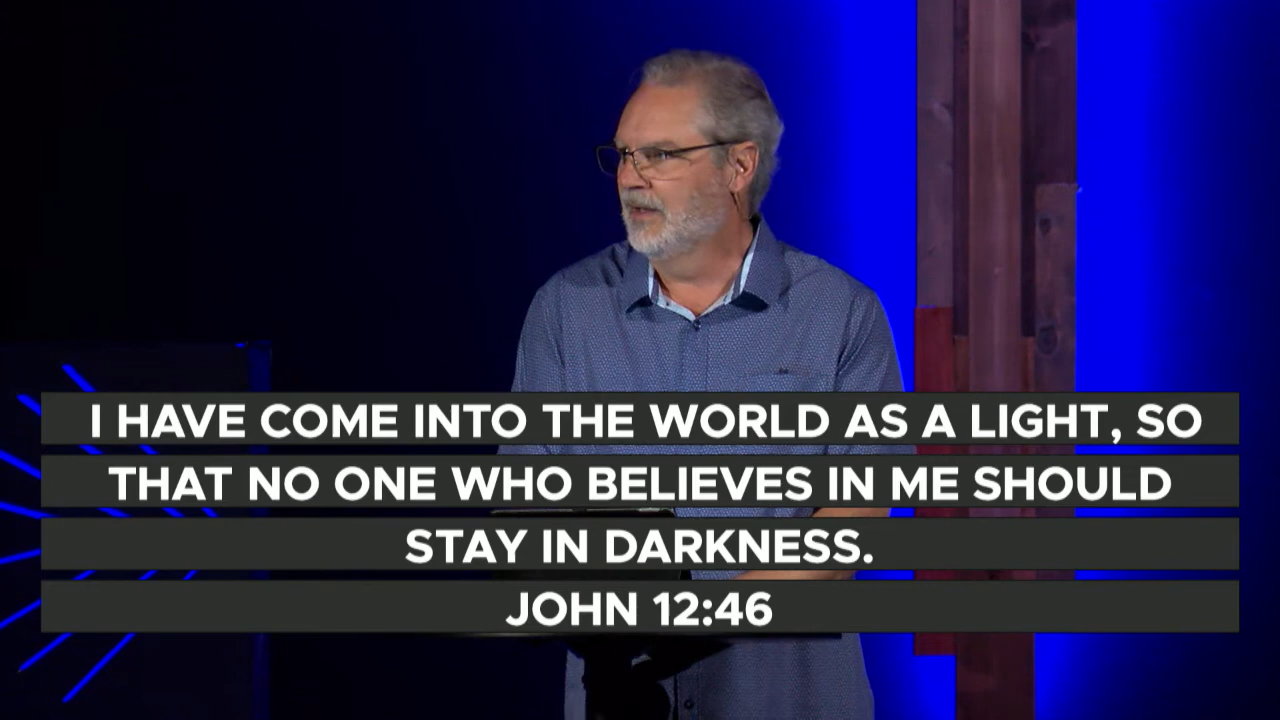 I HAVE COME INTO THE WORLD AS A LIGHT, SO
THAT NO ONE WHO BELIEVES IN ME SHOULD
STAY IN DARKNESS.
JOHN 12:46